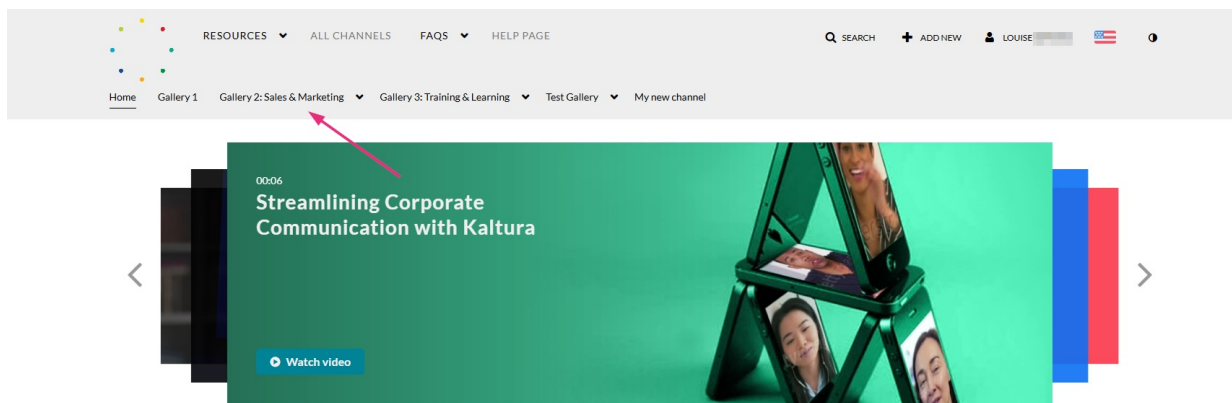 RESOURCES ALL CHANNELS FAQS HELP PAGE SEARCH ADD NEW LOUISE
Home Gallery 1 Gallery 2: Sales & Marketing Gallery 3: Training & Learning Test Gallery My new channel
00:06
Streamlining Corporate
Communication with Kaltura
Watch video